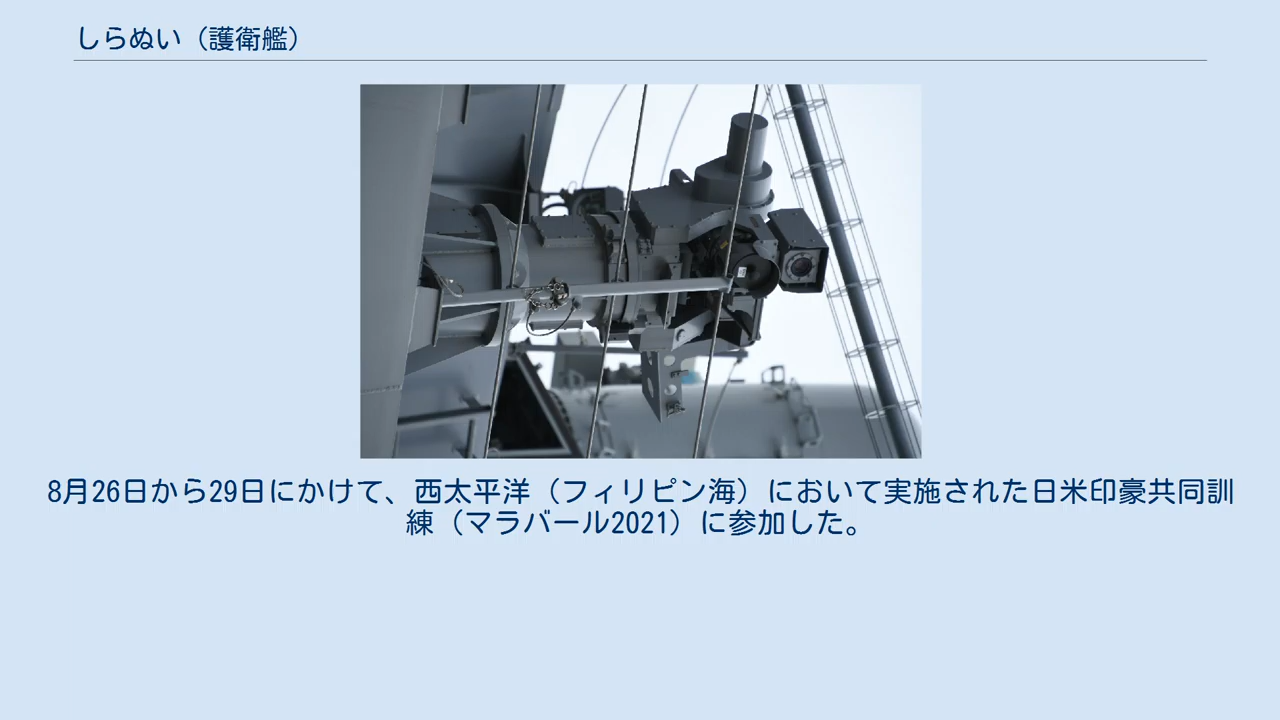 しらぬい（護衛艦）
8月26日から29日にかけて、西太平洋（フィリピン海）において実施された日米印豪共同訓
練（マラバール2021）に参加した。